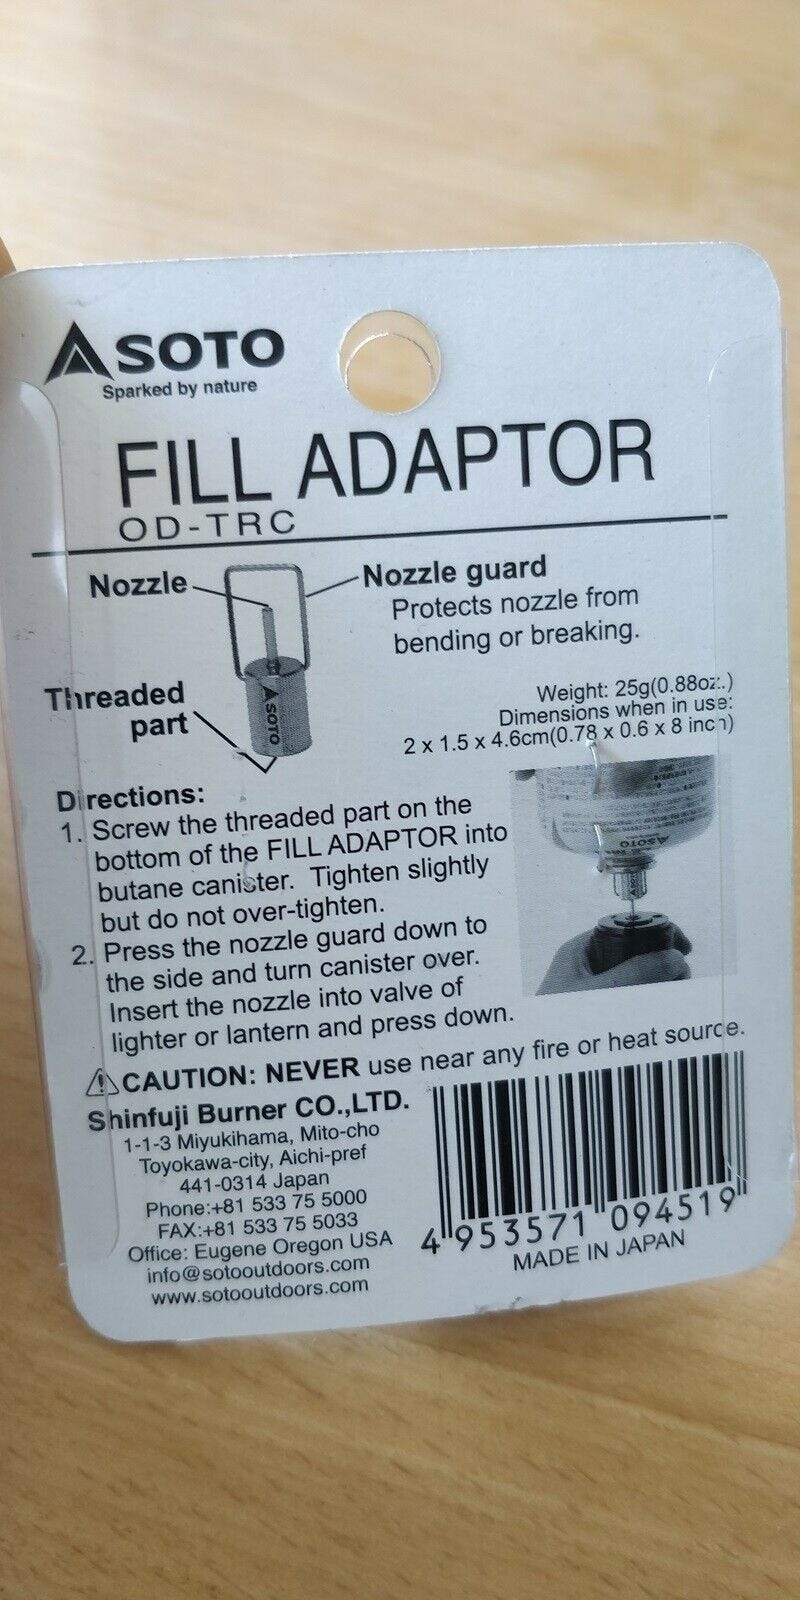 SOTO
Sparked by nature
FILL ADAPTOR
OD-TRC
Nozzle
Nozzle guard
Protects nozzle from
bending or breaking.
Threaded
part
SOTO
Weight: 25g(0.88oz.)
Dimensions when in use:
2 x 1.5 x 4.6cm(0.78 x 0.6 x 8 inch)
Directions:
1. Screw the threaded part on the
bottom of the FILL ADAPTOR into
butane canister. Tighten slightly
but do not over-tighten.
2. Press the nozzle guard down to
the side and turn canister over.
Insert the nozzle into valve of
lighter or lantern and press down.
SOTO
SOTO
CAUTION: NEVER use near any fire or heat source.
Shinfuji Burner CO.,LTD.
1-1-3 Miyukihama, Mito-cho
Toyokawa-city, Aichi-pref
441-0314 Japan
Phone:+81 533 75 5000
FAX:+81 533 75 5033
Office: Eugene Oregon USA
info@sotooutdoors.com
www.sotooutdoors.com
4 953571 094519
MADE IN JAPAN